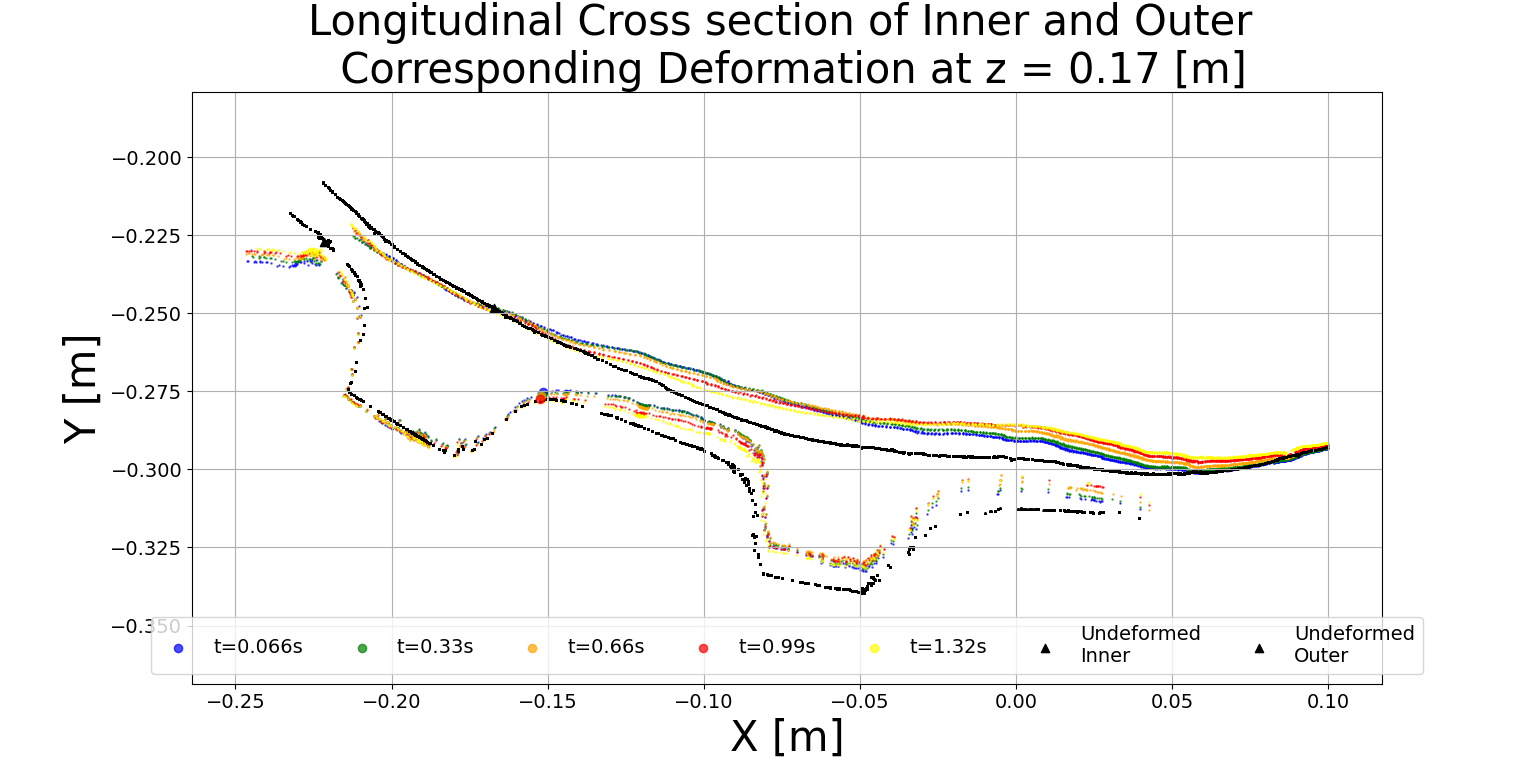 Longitudinal Cross section of Inner and Outer
Corresponding Deformation at z = 0.17 [m]
Y [m]
−0.200
−0.225
−0.250
−0.275
−0.300
−0.325
−0.350
t=0.066s
t=0.33s
t=0.66s
t=0.99s
t=1.32s
Undeformed
Inner
Undeformed
Outer
−0.25
−0.20
−0.15
−0.10
−0.05
0.00
0.05
0.10
X [m]